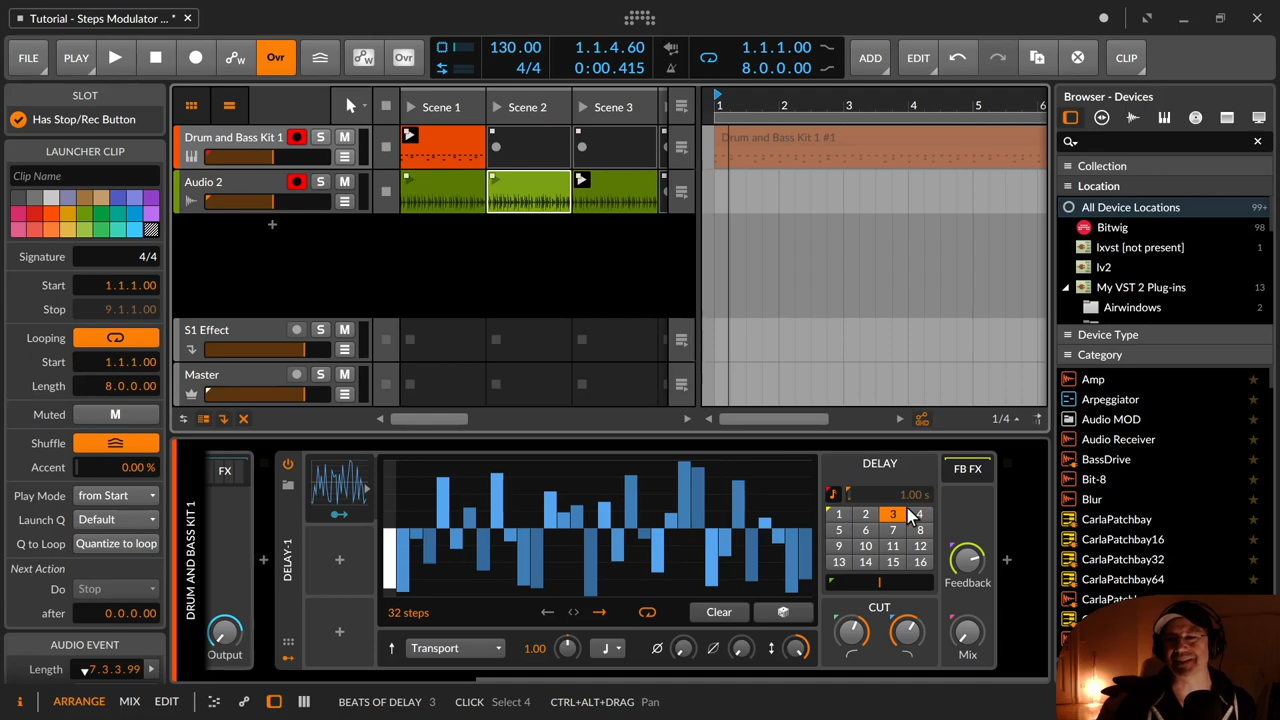 Tutorial - Steps Modulator ... *
FILE
PLAY
Ovr
Ovr
130.00
4/4
1.1.4.60
0:00.415
1.1.1.00
8.0.0.00
ADD
EDIT
CLIP
SLOT
Has Stop/Rec Button
LAUNCHER CLIP
Clip Name
Signature 4/4
Start 1.1.1.00
Stop 9.1.1.00
Looping
Start 1.1.1.00
Length 8.0.0.00
Muted M
Shuffle
Accent 0.00 %
Play Mode from Start
Launch Q Default
Q to Loop Quantize to loop
Next Action
Do Stop
after 0.0.0.00
AUDIO EVENT
Length 7.3.3.99
Scene 1 Scene 2 Scene 3
Drum and Bass Kit 1 S M
Audio 2 S M
S1 Effect S M
Master S M
1 2 3 4 5 6
Drum and Bass Kit 1 #1
1/4
DRUM AND BASS KIT 1
FX
Output
DELAY-1
32 steps
Clear
Transport 1.00
DELAY
1.00 s
1 2 3 4
5 6 7 8
9 10 11 12
13 14 15 16
CUT
FB FX
Feedback
Mix
Browser - Devices
Collection
Location
All Device Locations 99+
Bitwig 98
lxvst [not present] 1
lv2
My VST 2 Plug-ins 13
Airwindows 2
Device Type
Category
Amp
Arpeggiator
Audio MOD
Audio Receiver
BassDrive
Bit-8
Blur
CarlaPatchbay
CarlaPatchbay16
CarlaPatchbay32
CarlaPatchbay64
i ARRANGE MIX EDIT
BEATS OF DELAY 3 CLICK Select 4 CTRL+ALT+DRAG Pan